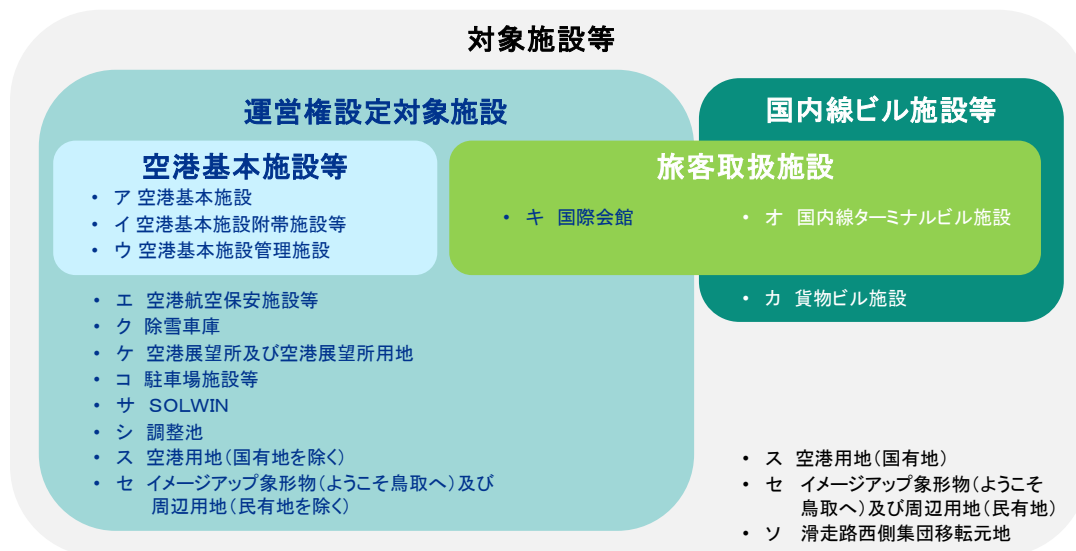 対象施設等
運営権設定対象施設
空港基本施設等
• ア 空港基本施設
• イ 空港基本施設附帯施設等
• ウ 空港基本施設管理施設
• エ 空港航空保安施設等
• ク 除雪車庫
• ケ 空港展望所及び空港展望所用地
• コ 駐車場施設等
• サ SOLWIN
• シ 調整池
• ス 空港用地(国有地を除く)
• セ イメージアップ象形物(ようこそ鳥取へ)及び
周辺用地(民有地を除く)
国内線ビル施設等
旅客取扱施設
• キ 国際会館
• オ 国内線ターミナルビル施設
• カ 貨物ビル施設
• ス 空港用地(国有地)
• セ イメージアップ象形物(ようこそ
鳥取へ)及び周辺用地(民有地)
• ソ 滑走路西側集団移転元地